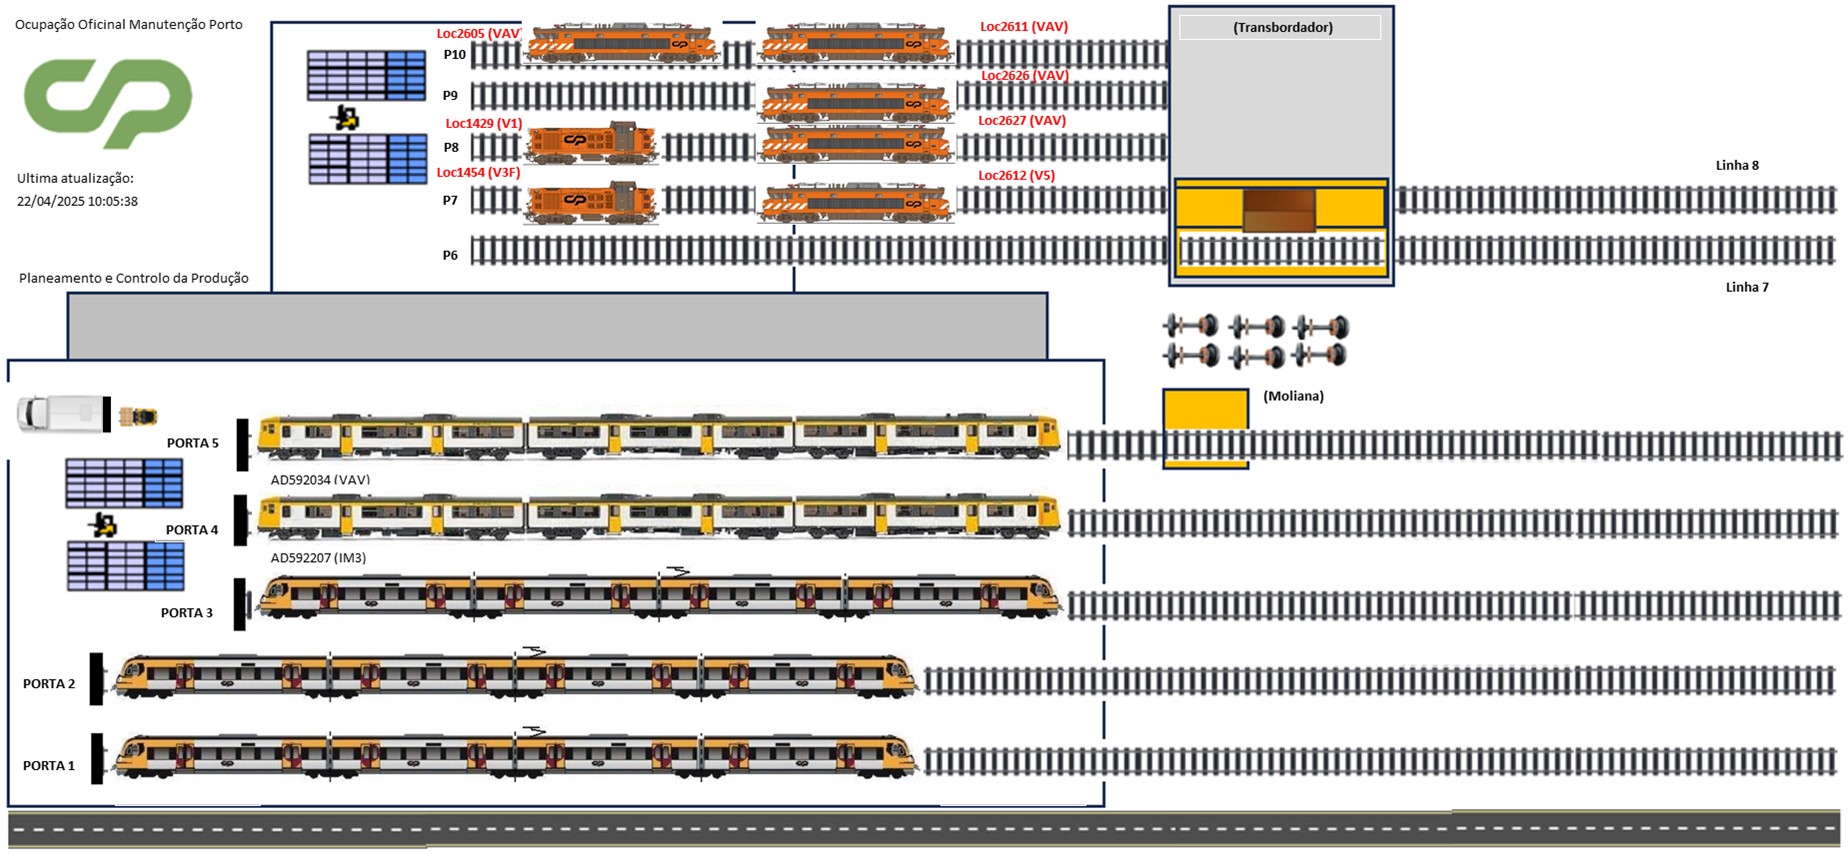 Ocupação Oficinal Manutenção Porto
Loc2605 (VAV)
Loc2611 (VAV)
(Transbordador)
P10
Loc2626 (VAV)
P9
Loc1429 (V1)
Loc2627 (VAV)
P8
Linha 8
Loc1454 (V3F)
Loc2612 (V5)
Ultima atualização:
22/04/2025 10:05:38
P7
P6
Planeamento e Controlo da Produção
Linha 7
(Moliana)
PORTA 5
AD592034 (VAV)
PORTA 4
AD592207 (IM3)
PORTA 3
PORTA 2
PORTA 1